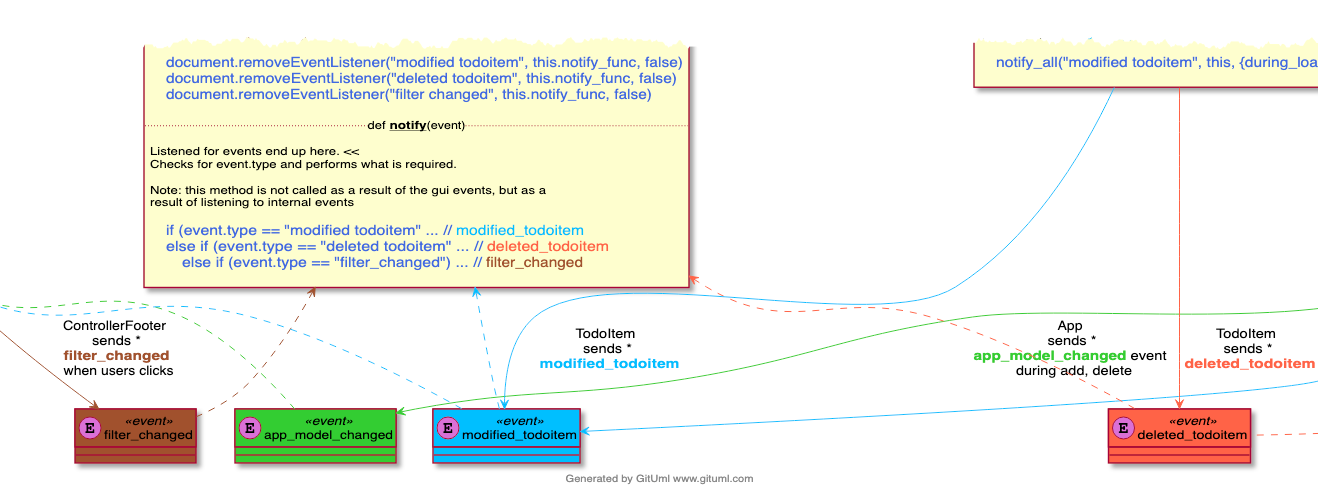 document.removeEventListener("modified todoitem", this.notify_func, false)
document.removeEventListener("deleted todoitem", this.notify_func, false)
document.removeEventListener("filter changed", this.notify_func, false)
def notify(event)
Listened for events end up here. <<
Checks for event.type and performs what is required.
Note: this method is not called as a result of the gui events, but as a
result of listening to internal events
if (event.type == "modified todoitem" ... // modified_todoitem
else if (event.type == "deleted todoitem" ... // deleted_todoitem
else if (event.type == "filter_changed") ... // filter_changed
notify_all("modified todoitem", this, {during_loa
ControllerFooter
sends *
filter_changed
when users clicks
TodoItem
sends *
modified_todoitem
App
sends *
app_model_changed event
during add, delete
TodoItem
sends *
deleted_todoitem
E
«event»
filter_changed
E
«event»
app_model_changed
E
«event»
modified_todoitem
E
«event»
deleted_todoitem
Generated by GitUml www.gituml.com